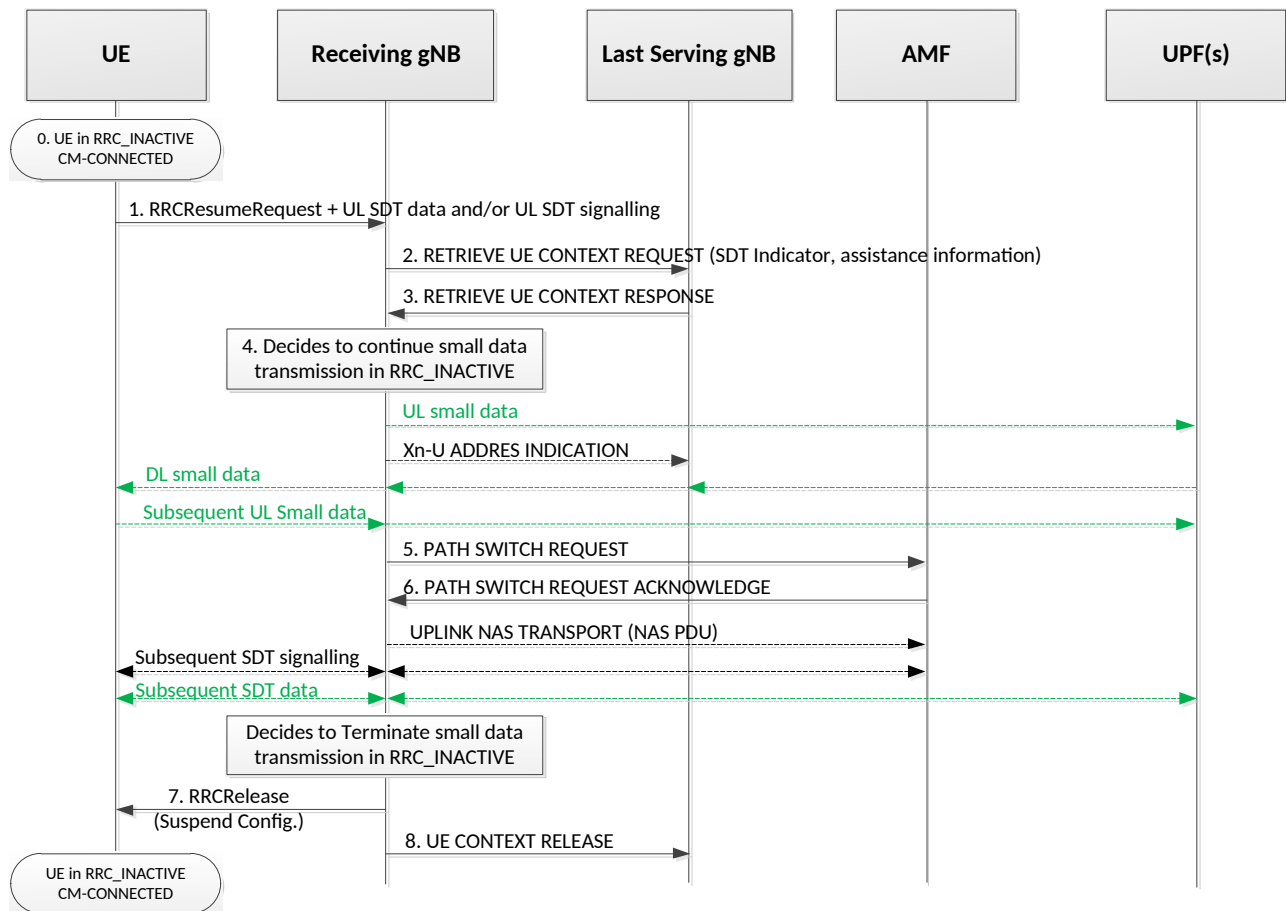 UE
Receiving gNB
Last Serving gNB
AMF
UPF(s)
0. UE in RRC_INACTIVE
CM-CONNECTED
1. RRCResumeRequest + UL SDT data and/or UL SDT signalling
2. RETRIEVE UE CONTEXT REQUEST (SDT Indicator, assistance information)
3. RETRIEVE UE CONTEXT RESPONSE
4. Decides to continue small data
transmission in RRC_INACTIVE
UL small data
Xn-U ADDRES INDICATION
DL small data
Subsequent UL Small data
5. PATH SWITCH REQUEST
6. PATH SWITCH REQUEST ACKNOWLEDGE
UPLINK NAS TRANSPORT (NAS PDU)
Subsequent SDT signalling
Subsequent SDT data
Decides to Terminate small data
transmission in RRC_INACTIVE
7. RRCRelease
(Suspend Config.)
8. UE CONTEXT RELEASE
UE in RRC_INACTIVE
CM-CONNECTED